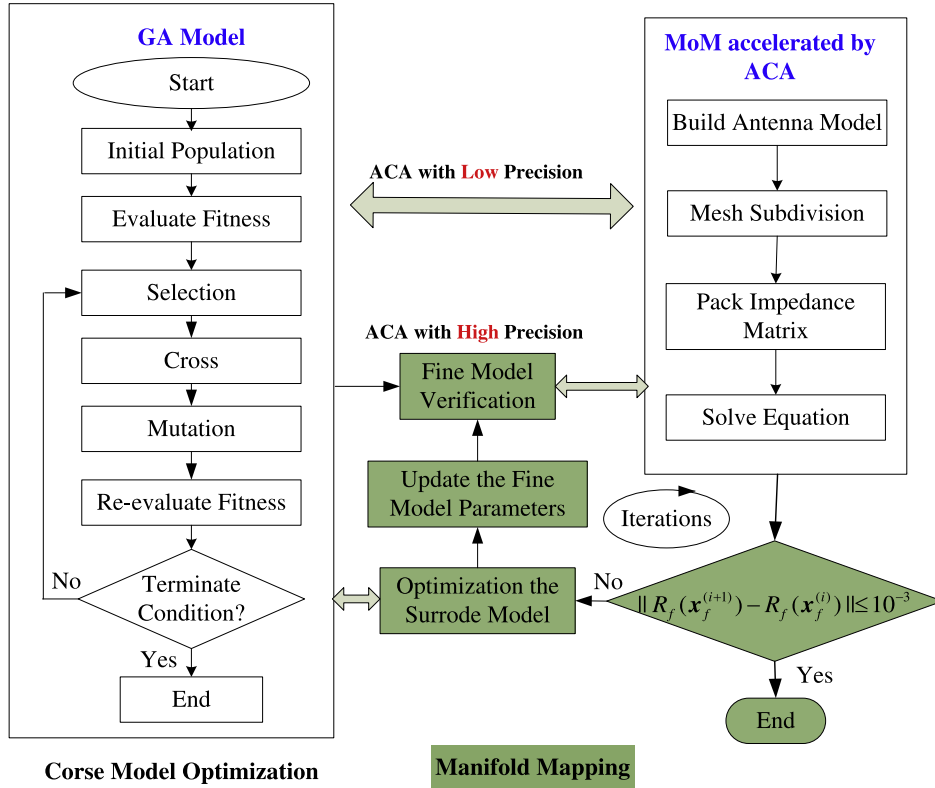 GA Model
Start
Initial Population
Evaluate Fitness
Selection
Cross
Mutation
Re-evaluate Fitness
Terminate
Condition?
No
Yes
End
Corse Model Optimization
ACA with Low Precision
ACA with High Precision
Fine Model
Verification
Update the Fine
Model Parameters
Optimization the
Surrode Model
Manifold Mapping
MoM accelerated by
ACA
Build Antenna Model
Mesh Subdivision
Pack Impedance
Matrix
Solve Equation
Iterations
No
|| R_f(x_f^{(i+1)}) − R_f(x_f^{(i)}) ||≤10^{-3}
Yes
End